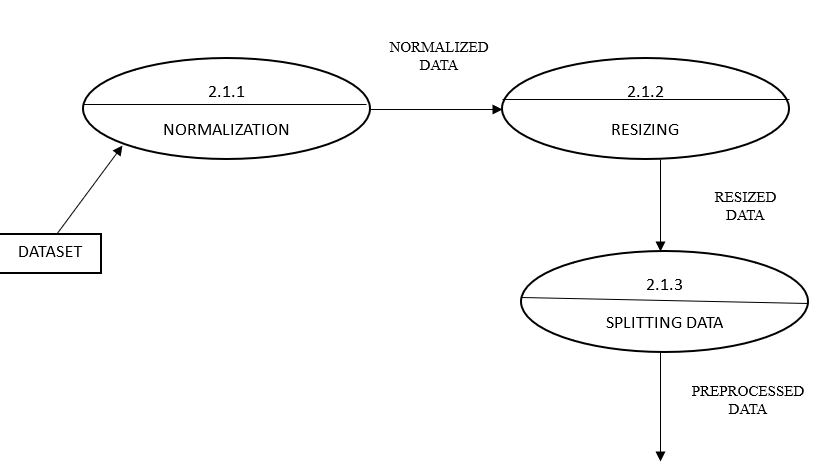 NORMALIZED
DATA
2.1.1
NORMALIZATION
2.1.2
RESIZING
RESIZED
DATA
DATASET
2.1.3
SPLITTING DATA
PREPROCESSED
DATA